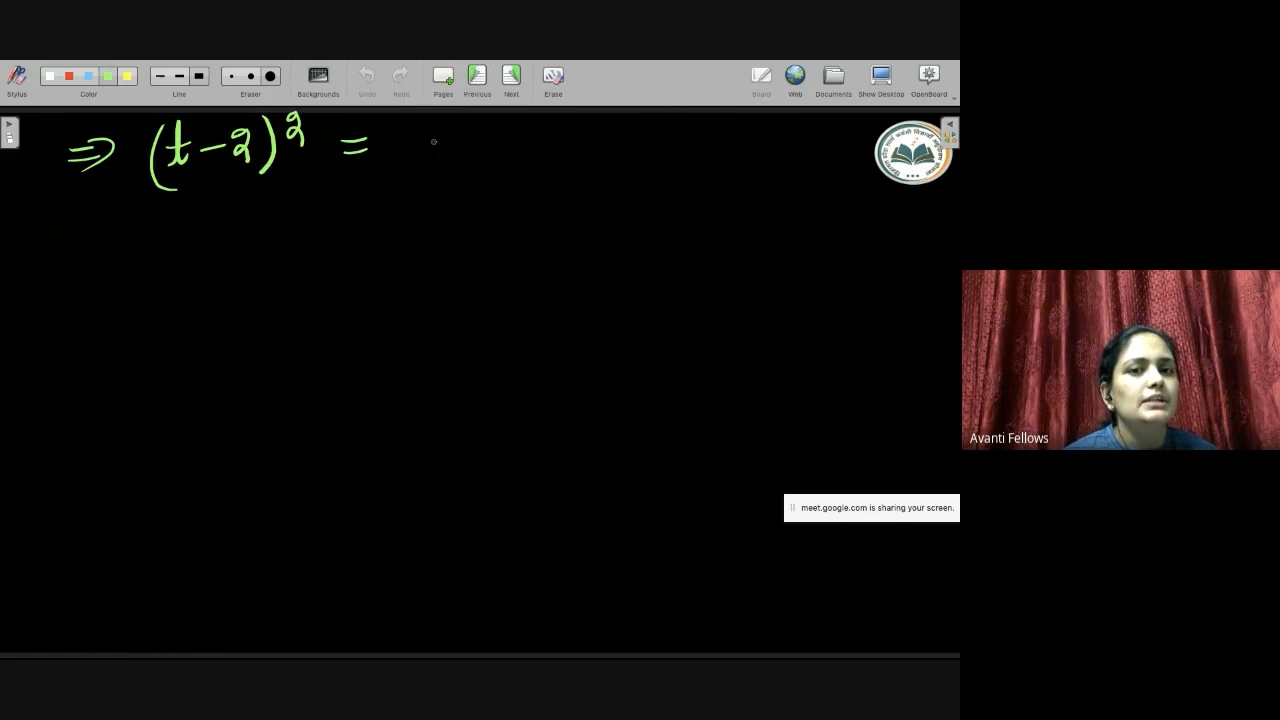 Stylus Color Line Eraser Backgrounds Undo Redo Pages Previous Next Erase Board Web Documents Show Desktop OpenBoard
⇒ (t-2)² =
Avanti Fellows
meet.google.com is sharing your screen.